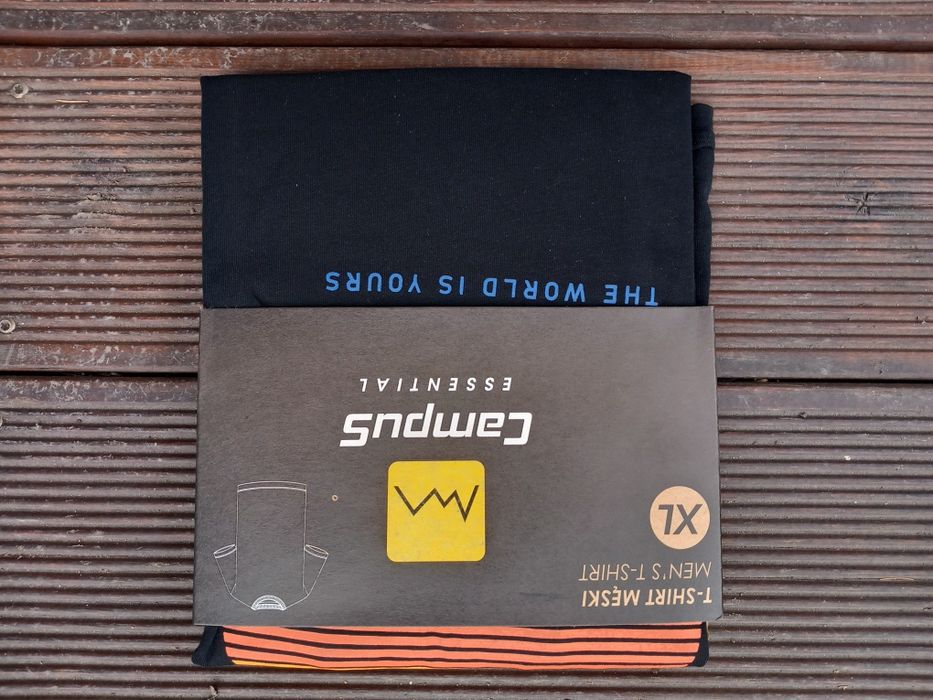 T-SHIRT MĘSKI
MEN'S T-SHIRT
XL
Campus
ESSENTIAL
THE WORLD IS YOURS